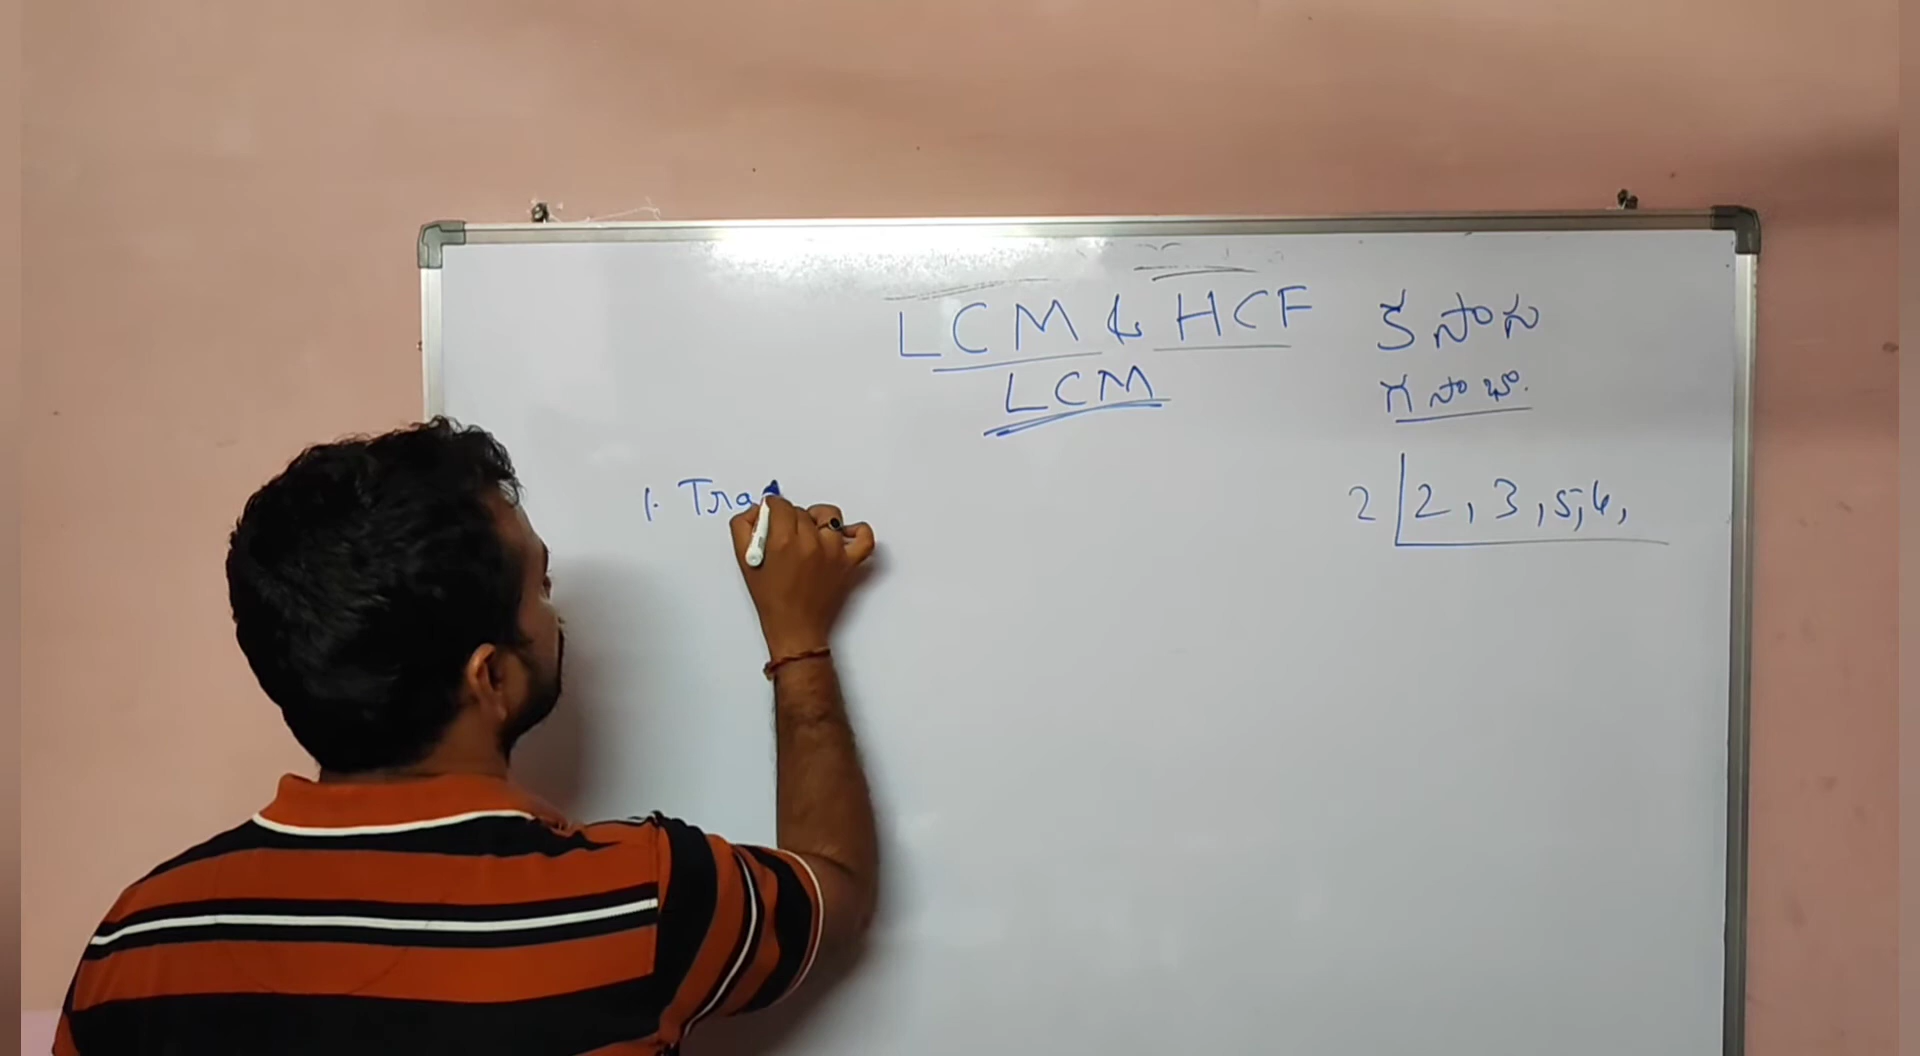 LCM & HCF
క సా గు
LCM
గ సా భా.
1. Tra
2 | 2, 3, 5, 6,